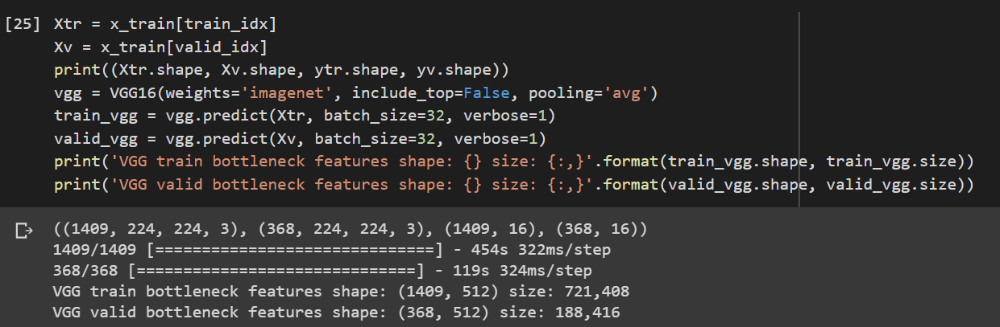 [25] Xtr = x_train[train_idx]
Xv = x_train[valid_idx]
print((Xtr.shape, Xv.shape, ytr.shape, yv.shape))
vgg = VGG16(weights='imagenet', include_top=False, pooling='avg')
train_vgg = vgg.predict(Xtr, batch_size=32, verbose=1)
valid_vgg = vgg.predict(Xv, batch_size=32, verbose=1)
print('VGG train bottleneck features shape: {} size: {:,}'.format(train_vgg.shape, train_vgg.size))
print('VGG valid bottleneck features shape: {} size: {:,}'.format(valid_vgg.shape, valid_vgg.size))
((1409, 224, 224, 3), (368, 224, 224, 3), (1409, 16), (368, 16))
1409/1409 [==============================] - 454s 322ms/step
368/368 [==============================] - 119s 324ms/step
VGG train bottleneck features shape: (1409, 512) size: 721,408
VGG valid bottleneck features shape: (368, 512) size: 188,416